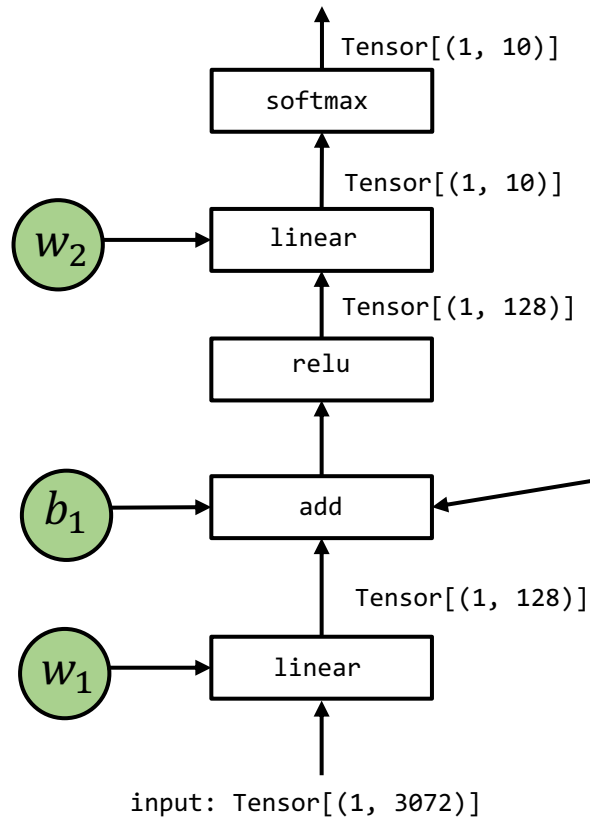 Tensor[(1, 10)]
softmax
Tensor[(1, 10)]
w₂
linear
Tensor[(1, 128)]
relu
b₁
add
Tensor[(1, 128)]
w₁
linear
input: Tensor[(1, 3072)]